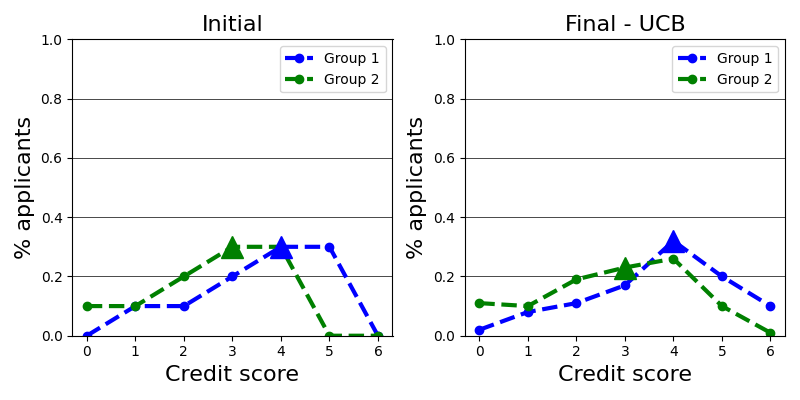 Initial
1.0
0.8
0.6
0.4
0.2
0.0
% applicants
Group 1
Group 2
0 1 2 3 4 5 6
Credit score
Final - UCB
1.0
0.8
0.6
0.4
0.2
0.0
% applicants
Group 1
Group 2
0 1 2 3 4 5 6
Credit score